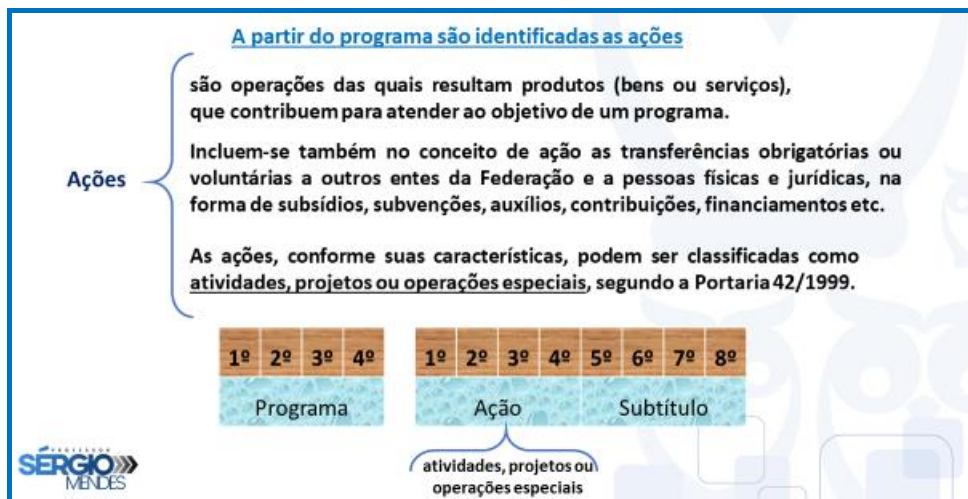 A partir do programa são identificadas as ações
são operações das quais resultam produtos (bens ou serviços),
que contribuem para atender ao objetivo de um programa.
Ações
Incluem-se também no conceito de ação as transferências obrigatórias ou
voluntárias a outros entes da Federação e a pessoas físicas e jurídicas, na
forma de subsídios, subvenções, auxílios, contribuições, financiamentos etc.
As ações, conforme suas características, podem ser classificadas como
atividades, projetos ou operações especiais, segundo a Portaria 42/1999.
1º 2º 3º 4º 1º 2º 3º 4º 5º 6º 7º 8º
Programa Ação Subtítulo
atividades, projetos ou
operações especiais
PROFESSOR
SÉRGIO
MENDES